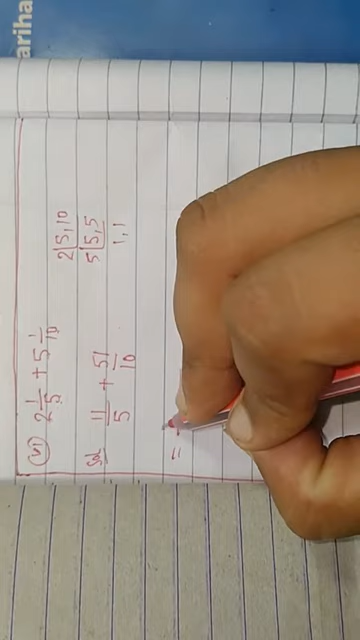 ariha
(vi) 2 1/5 + 5 1/10
2 | 5, 10
5 | 5, 5
1, 1
Sol 11/5 + 51/10
=